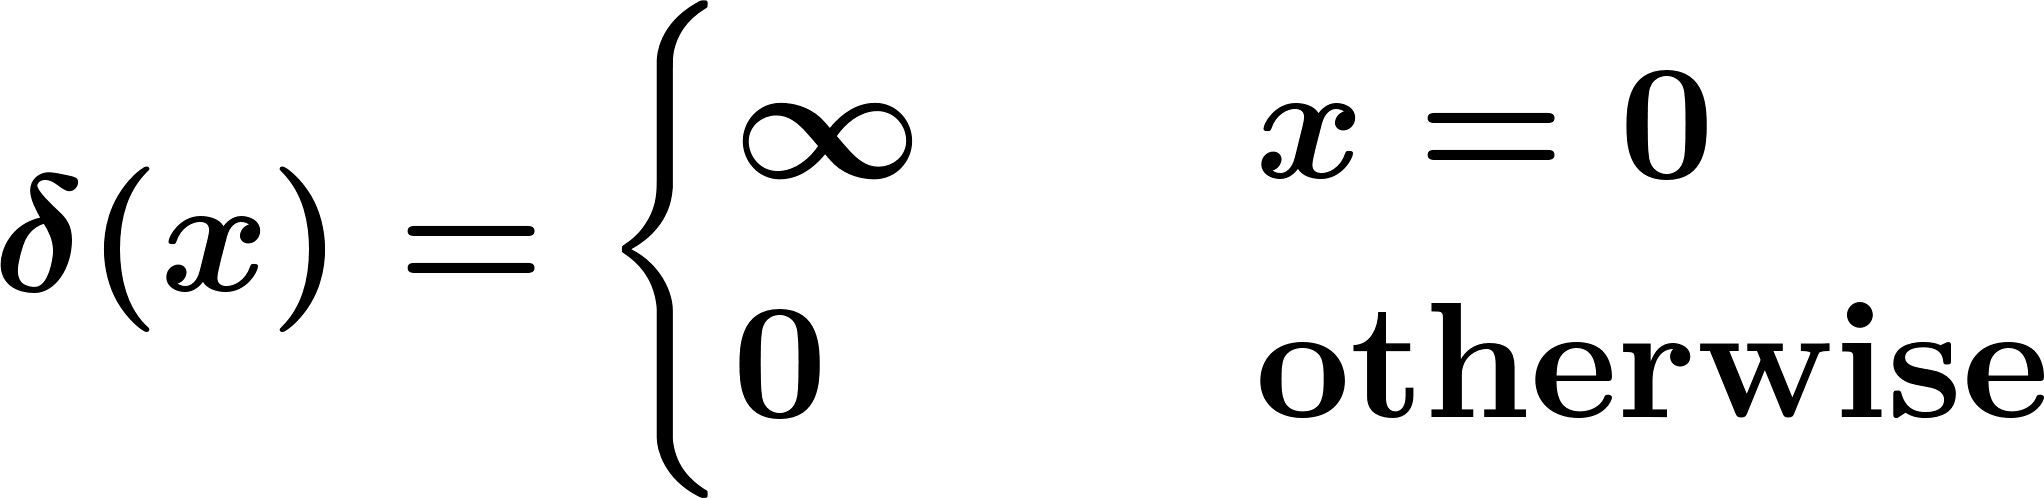 δ(x) = { ∞ x = 0
0 otherwise